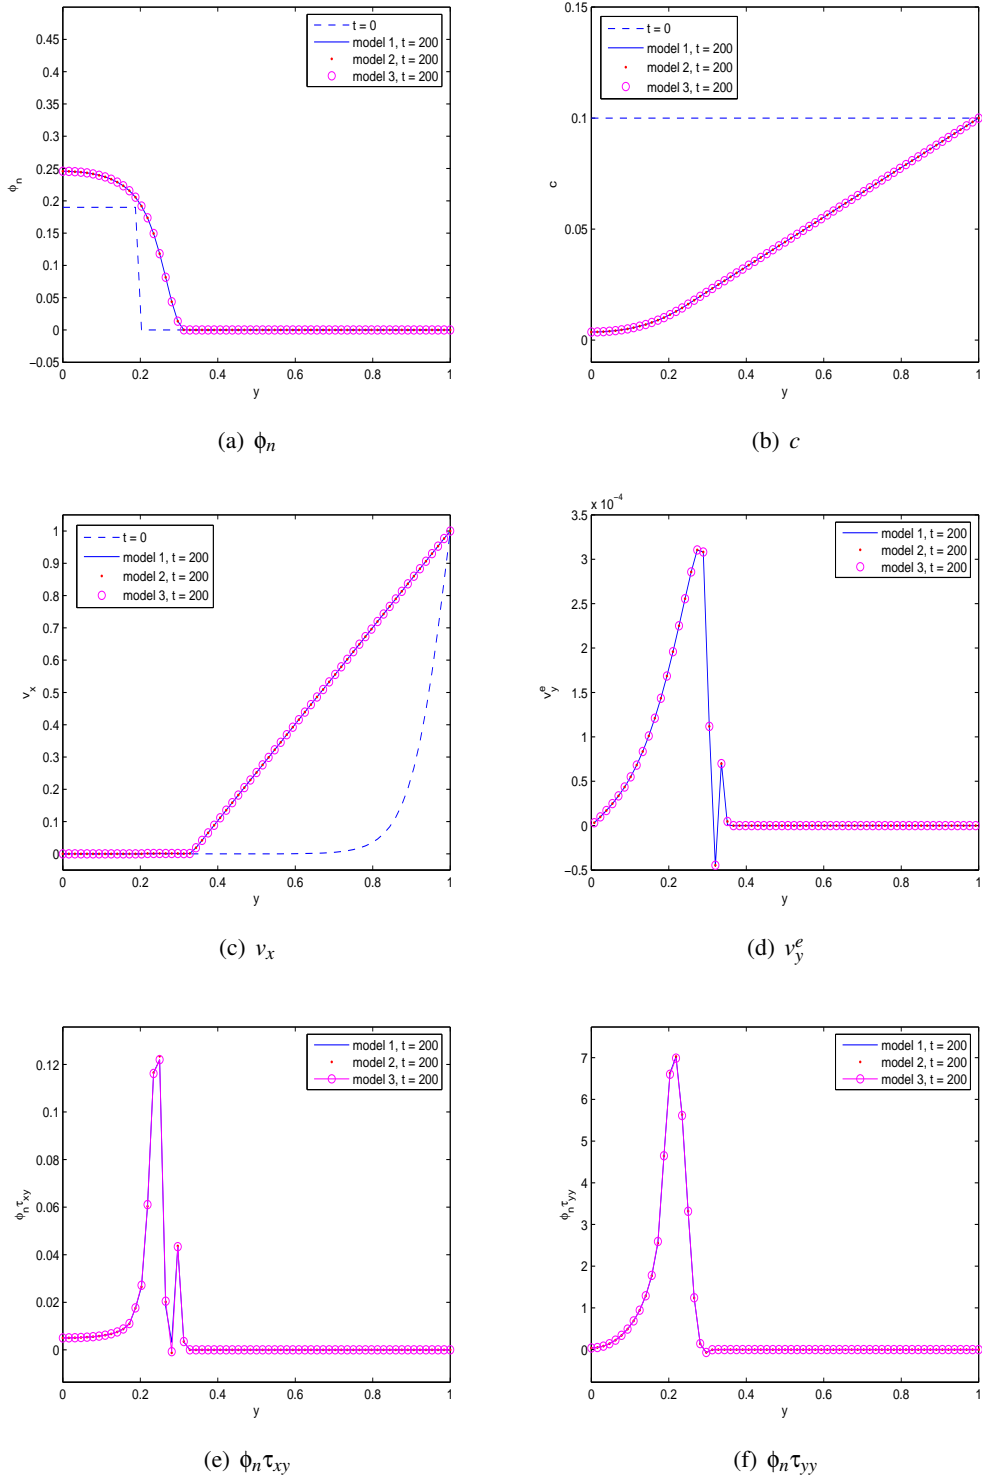 0.45
0.4
0.35
0.3
0.25
0.2
0.15
0.1
0.05
0
−0.05
0 0.2 0.4 0.6 0.8 1
ϕn
y
t = 0
model 1, t = 200
model 2, t = 200
model 3, t = 200
(a) ϕn
0.15
0.1
0.05
0
0 0.2 0.4 0.6 0.8 1
c
y
t = 0
model 1, t = 200
model 2, t = 200
model 3, t = 200
(b) c
1
0.9
0.8
0.7
0.6
0.5
0.4
0.3
0.2
0.1
0
0 0.2 0.4 0.6 0.8 1
vx
y
t = 0
model 1, t = 200
model 2, t = 200
model 3, t = 200
(c) vx
x 10−4
3.5
3
2.5
2
1.5
1
0.5
0
−0.5
0 0.2 0.4 0.6 0.8 1
vye
y
model 1, t = 200
model 2, t = 200
model 3, t = 200
(d) vye
0.12
0.1
0.08
0.06
0.04
0.02
0
0 0.2 0.4 0.6 0.8 1
ϕnτxy
y
model 1, t = 200
model 2, t = 200
model 3, t = 200
(e) ϕnτxy
7
6
5
4
3
2
1
0
0 0.2 0.4 0.6 0.8 1
ϕnτyy
y
model 1, t = 200
model 2, t = 200
model 3, t = 200
(f) ϕnτyy